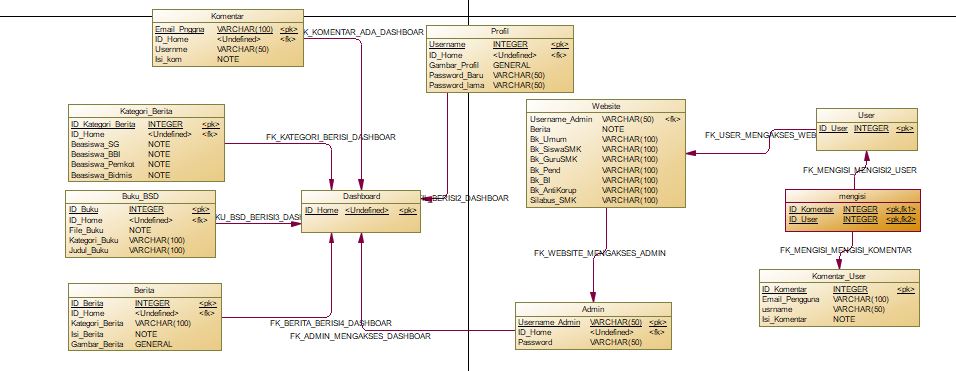 Komentar
Email_Pnggna VARCHAR(100) <pk>
ID_Home <Undefined> <fk>
Usernme VARCHAR(50)
Isi_kom NOTE
K_KOMENTAR_ADA_DASHBOAR
Profil
Username INTEGER <pk>
ID_Home <Undefined> <fk>
Gambar_Profil GENERAL
Password_Baru VARCHAR(50)
Password_lama VARCHAR(50)
Kategori_Berita
ID_Kategori_Berita INTEGER <pk>
ID_Home <Undefined> <fk>
Beasiswa_SG NOTE
Beasiswa_BBI NOTE
Beasiswa_Pemkot NOTE
Beasiswa_Bidmis NOTE
FK_KATEGORI_BERISI_DASHBOAR
Website
Username_Admin VARCHAR(50) <fk>
Berita NOTE
Bk_Umum VARCHAR(100)
Bk_SiswaSMK VARCHAR(100)
Bk_GuruSMK VARCHAR(100)
Bk_Pend VARCHAR(100)
Bk_BI VARCHAR(100)
Bk_AntiKorup VARCHAR(100)
Silabus_SMK VARCHAR(100)
FK_USER_MENGAKSES_WEB
User
ID_User INTEGER <pk>
FK_MENGISI_MENGISI2_USER
Buku_BSD
ID_Buku INTEGER <pk>
ID_Home <Undefined> <fk>
File_Buku NOTE
Kategori_Buku VARCHAR(100)
Judul_Buku VARCHAR(100)
KU_BSD_BERISI3_DASI
Dashboard
ID_Home <Undefined> <pk>
_BERISI2_DASHBOAR
mengisi
ID_Komentar INTEGER <pk,fk1>
ID_User INTEGER <pk,fk2>
FK_MENGISI_MENGISI_KOMENTAR
FK_WEBSITE_MENGAKSES_ADMIN
Komentar_User
ID_Komentar INTEGER <pk>
Email_Pengguna VARCHAR(100)
usrname VARCHAR(50)
Isi_Komentar NOTE
Berita
ID_Berita INTEGER <pk>
ID_Home <Undefined> <fk>
Kategori_Berita VARCHAR(100)
Isi_Berita NOTE
Gambar_Berita GENERAL
FK_BERITA_BERISI4_DASHBOAR
FK_ADMIN_MENGAKSES_DASHBOAR
Admin
Username_Admin VARCHAR(50) <pk>
ID_Home <Undefined> <fk>
Password VARCHAR(50)